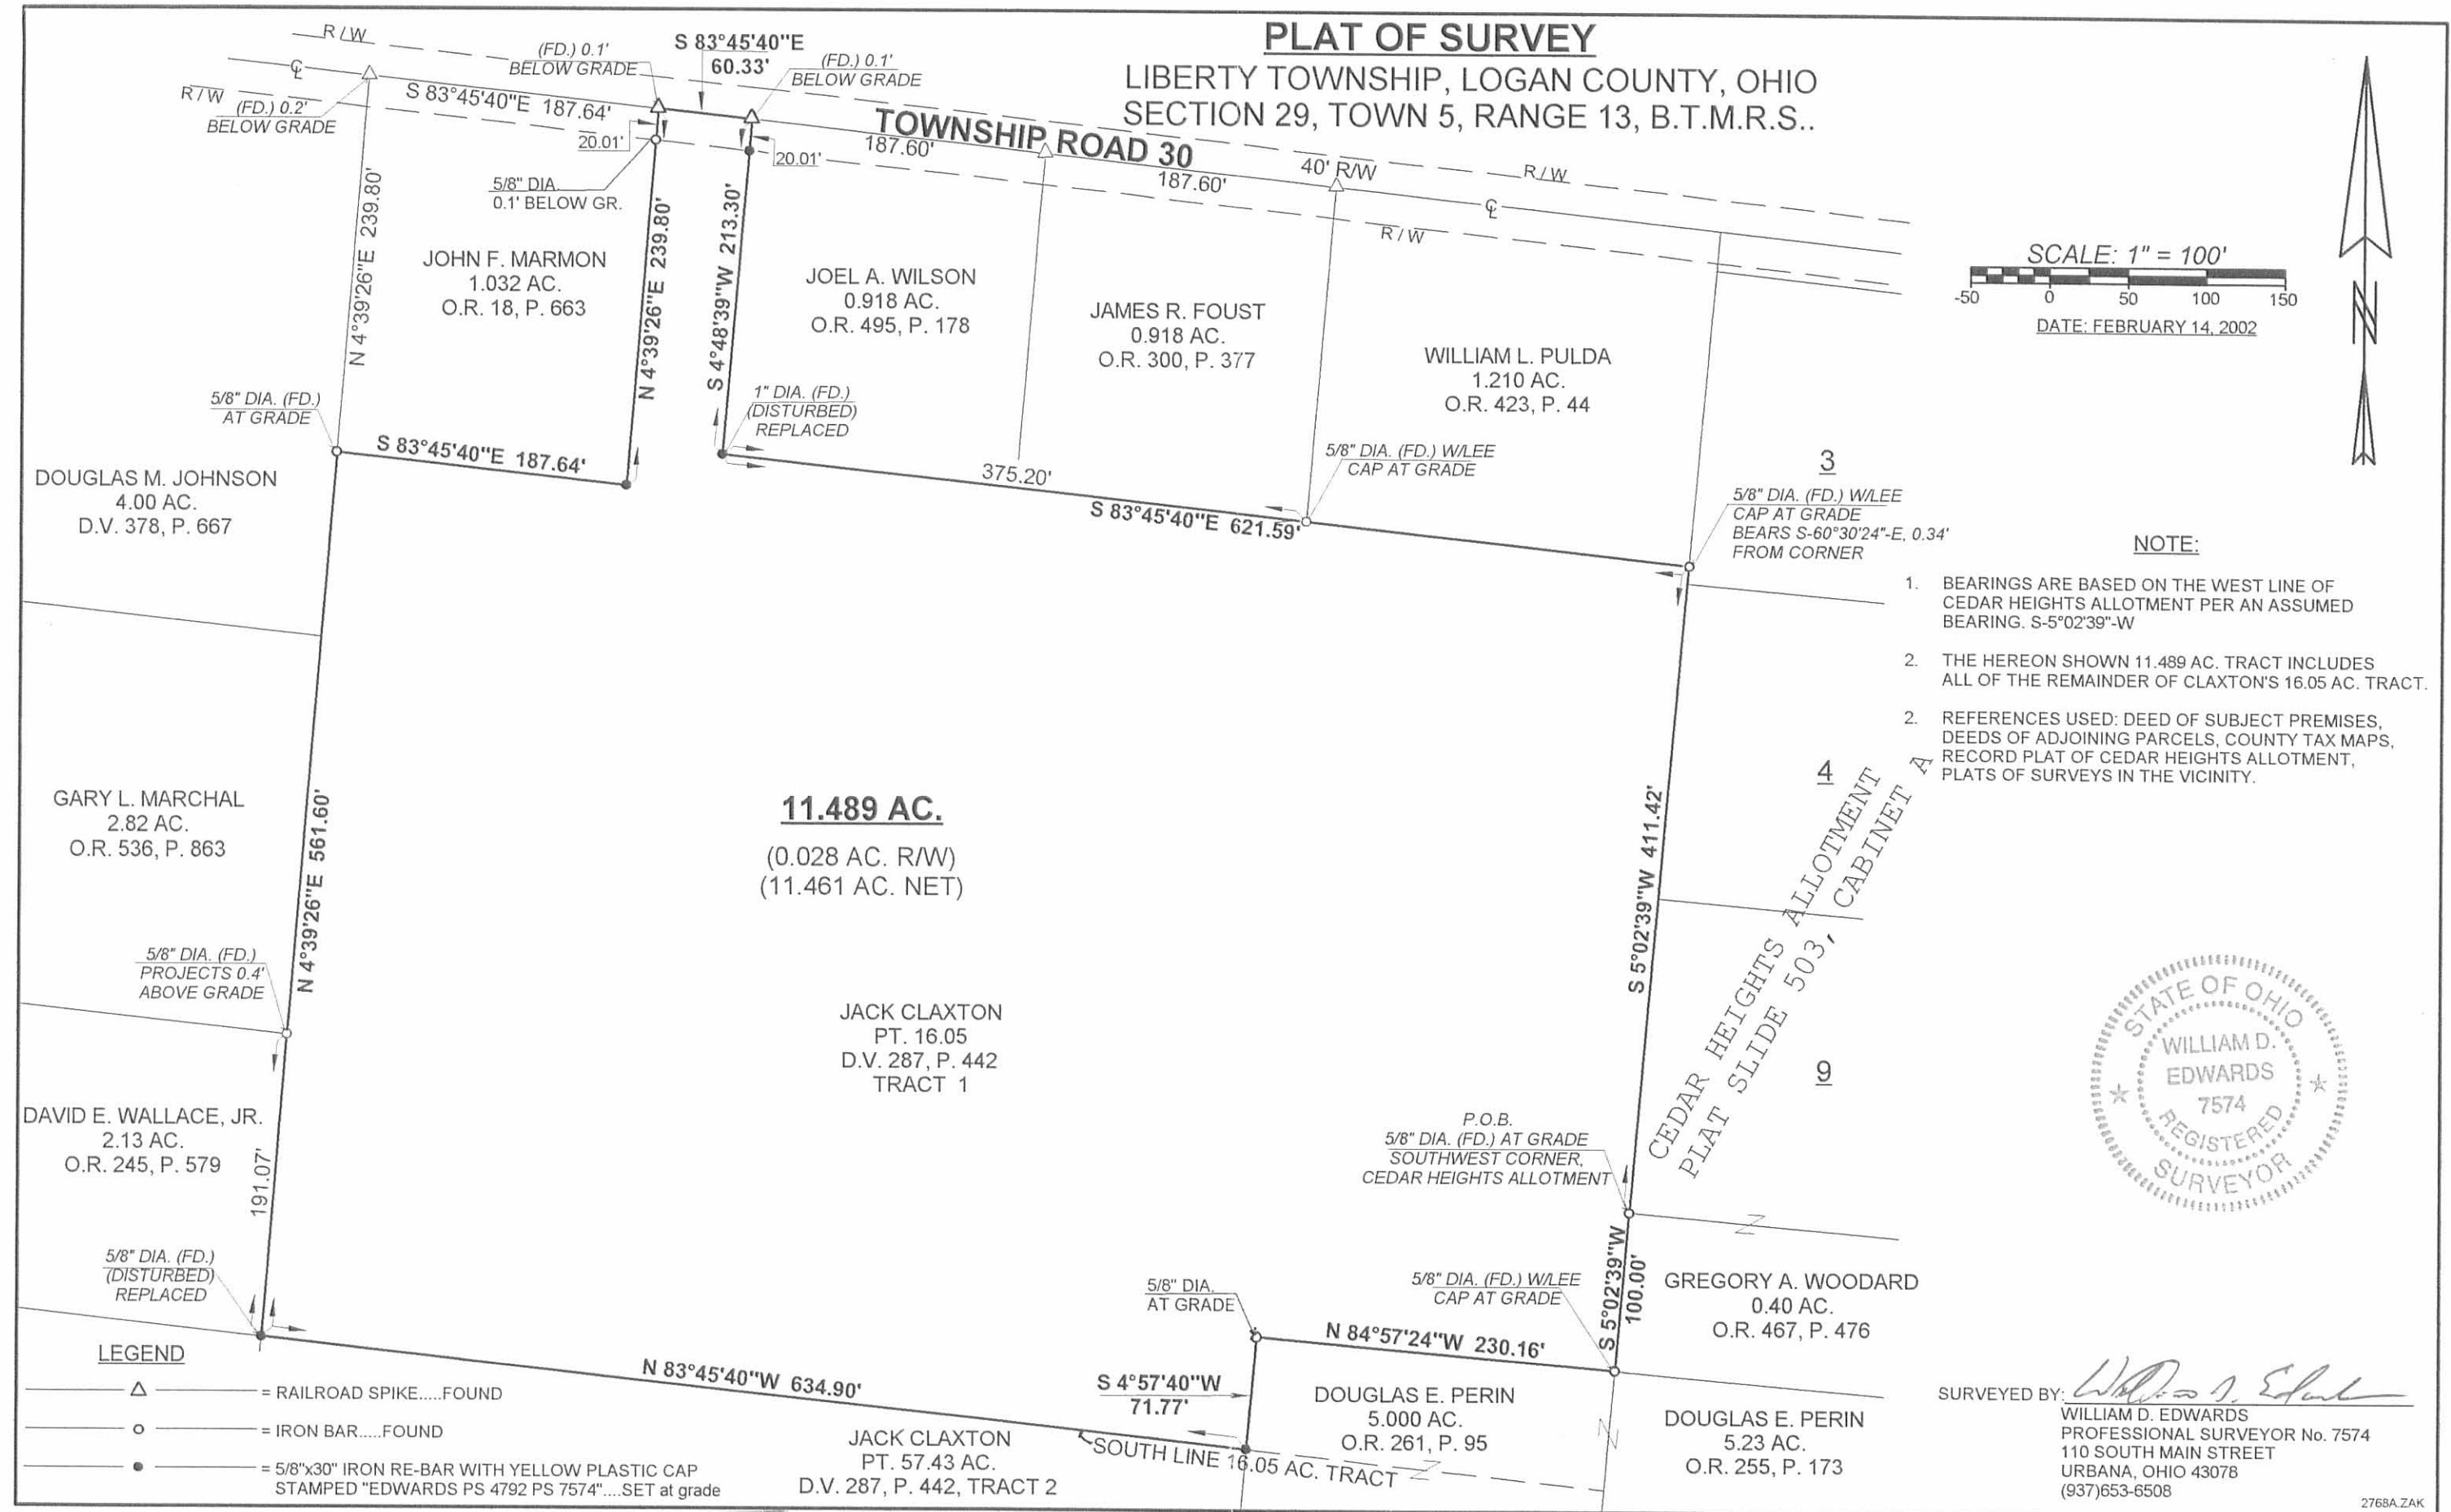 PLAT OF SURVEY
LIBERTY TOWNSHIP, LOGAN COUNTY, OHIO
SECTION 29, TOWN 5, RANGE 13, B.T.M.R.S..
R/W
(FD.) 0.1'
BELOW GRADE
S 83°45'40"E
60.33'
(FD.) 0.1'
BELOW GRADE
℄
R/W
(FD.) 0.2'
BELOW GRADE
S 83°45'40"E 187.64'
20.01'
20.01'
TOWNSHIP ROAD 30
187.60'
187.60'
40' R/W
R/W
℄
R/W
5/8" DIA.
0.1' BELOW GR.
N 4°39'26"E 239.80'
JOHN F. MARMON
1.032 AC.
O.R. 18, P. 663
N 4°39'26"E 239.80'
S 4°48'39"W 213.30'
JOEL A. WILSON
0.918 AC.
O.R. 495, P. 178
JAMES R. FOUST
0.918 AC.
O.R. 300, P. 377
WILLIAM L. PULDA
1.210 AC.
O.R. 423, P. 44
SCALE: 1" = 100'
-50 0 50 100 150
DATE: FEBRUARY 14, 2002
N
5/8" DIA. (FD.)
AT GRADE
1" DIA. (FD.)
(DISTURBED)
REPLACED
5/8" DIA. (FD.) W/LEE
CAP AT GRADE
S 83°45'40"E 187.64'
375.20'
S 83°45'40"E 621.59'
3
5/8" DIA. (FD.) W/LEE
CAP AT GRADE
BEARS S-60°30'24"-E, 0.34'
FROM CORNER
DOUGLAS M. JOHNSON
4.00 AC.
D.V. 378, P. 667
NOTE:
1. BEARINGS ARE BASED ON THE WEST LINE OF
CEDAR HEIGHTS ALLOTMENT PER AN ASSUMED
BEARING. S-5°02'39"-W
2. THE HEREON SHOWN 11.489 AC. TRACT INCLUDES
ALL OF THE REMAINDER OF CLAXTON'S 16.05 AC. TRACT.
2. REFERENCES USED: DEED OF SUBJECT PREMISES,
DEEDS OF ADJOINING PARCELS, COUNTY TAX MAPS,
RECORD PLAT OF CEDAR HEIGHTS ALLOTMENT,
PLATS OF SURVEYS IN THE VICINITY.
GARY L. MARCHAL
2.82 AC.
O.R. 536, P. 863
N 4°39'26"E 561.60'
11.489 AC.
(0.028 AC. R/W)
(11.461 AC. NET)
4
S 5°02'39"W 411.42'
CEDAR HEIGHTS ALLOTMENT
PLAT SLIDE 503, CABINET A
9
5/8" DIA. (FD.)
PROJECTS 0.4'
ABOVE GRADE
JACK CLAXTON
PT. 16.05
D.V. 287, P. 442
TRACT 1
STATE OF OHIO
WILLIAM D.
EDWARDS
7574
REGISTERED
SURVEYOR
DAVID E. WALLACE, JR.
2.13 AC.
O.R. 245, P. 579
191.07'
P.O.B.
5/8" DIA. (FD.) AT GRADE
SOUTHWEST CORNER,
CEDAR HEIGHTS ALLOTMENT
5/8" DIA. (FD.)
(DISTURBED)
REPLACED
5/8" DIA.
AT GRADE
5/8" DIA. (FD.) W/LEE
CAP AT GRADE
S 5°02'39"W
100.00'
GREGORY A. WOODARD
0.40 AC.
O.R. 467, P. 476
N 84°57'24"W 230.16'
N 83°45'40"W 634.90'
S 4°57'40"W
71.77'
DOUGLAS E. PERIN
5.000 AC.
O.R. 261, P. 95
DOUGLAS E. PERIN
5.23 AC.
O.R. 255, P. 173
SOUTH LINE 16.05 AC. TRACT
JACK CLAXTON
PT. 57.43 AC.
D.V. 287, P. 442, TRACT 2
LEGEND
= RAILROAD SPIKE.....FOUND
= IRON BAR.....FOUND
= 5/8"x30" IRON RE-BAR WITH YELLOW PLASTIC CAP
STAMPED "EDWARDS PS 4792 PS 7574"....SET at grade
SURVEYED BY: William D. Edwards
WILLIAM D. EDWARDS
PROFESSIONAL SURVEYOR No. 7574
110 SOUTH MAIN STREET
URBANA, OHIO 43078
(937)653-6508
2768A.ZAK